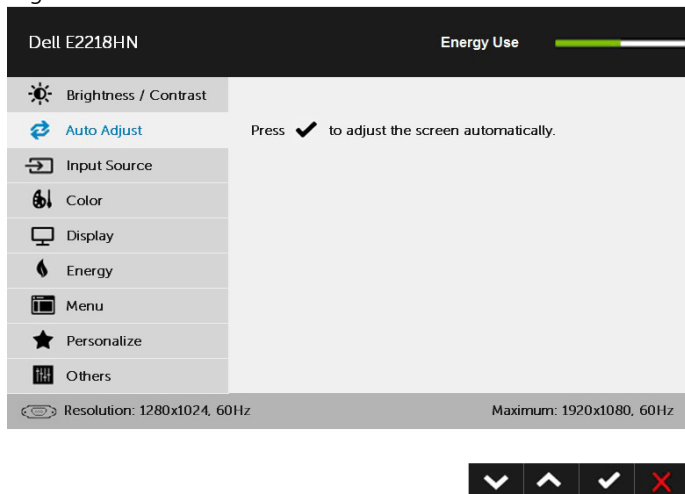 Dell E2218HN Energy Use
Brightness / Contrast
Auto Adjust Press ✔ to adjust the screen automatically.
Input Source
Color
Display
Energy
Menu
Personalize
Others
Resolution: 1280x1024, 60Hz Maximum: 1920x1080, 60Hz